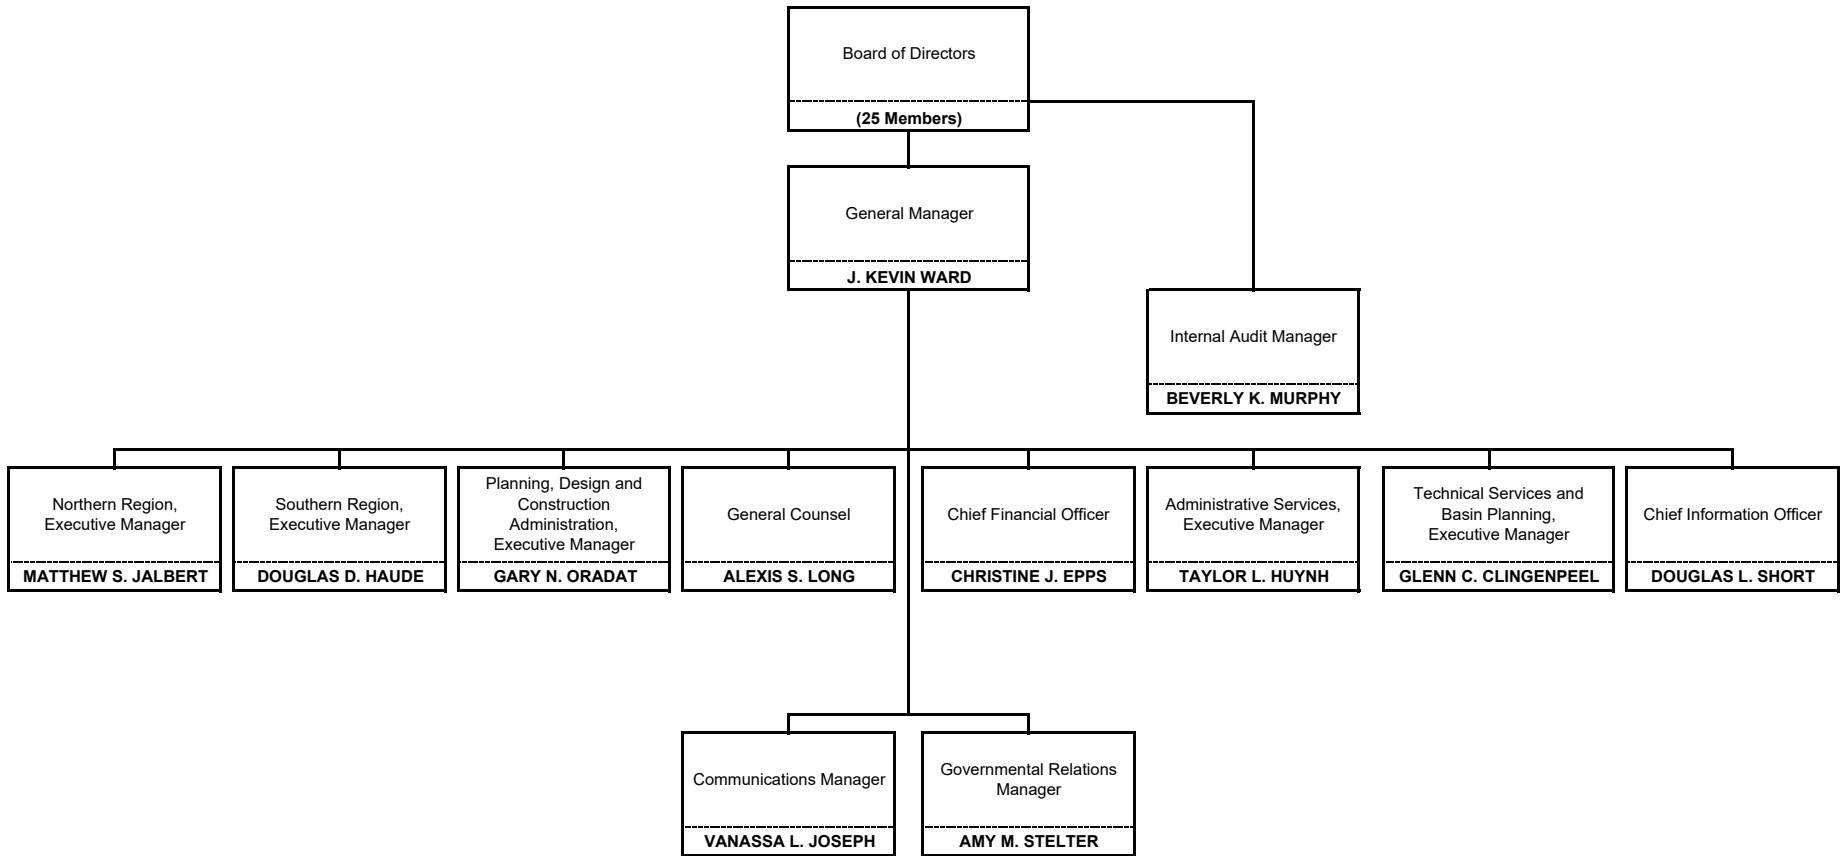 Board of Directors
(25 Members)
General Manager
J. KEVIN WARD
Internal Audit Manager
BEVERLY K. MURPHY
Northern Region,
Executive Manager
MATTHEW S. JALBERT
Southern Region,
Executive Manager
DOUGLAS D. HAUDE
Planning, Design and
Construction
Administration,
Executive Manager
GARY N. ORADAT
General Counsel
ALEXIS S. LONG
Chief Financial Officer
CHRISTINE J. EPPS
Administrative Services,
Executive Manager
TAYLOR L. HUYNH
Technical Services and
Basin Planning,
Executive Manager
GLENN C. CLINGENPEEL
Chief Information Officer
DOUGLAS L. SHORT
Communications Manager
VANASSA L. JOSEPH
Governmental Relations
Manager
AMY M. STELTER